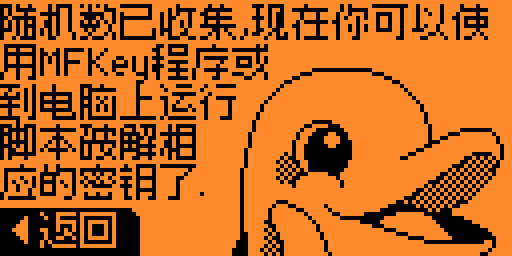 随机数已收集,现在你可以使
用MFKey程序或
到电脑上运行
脚本破解相
应的密钥了.
返回